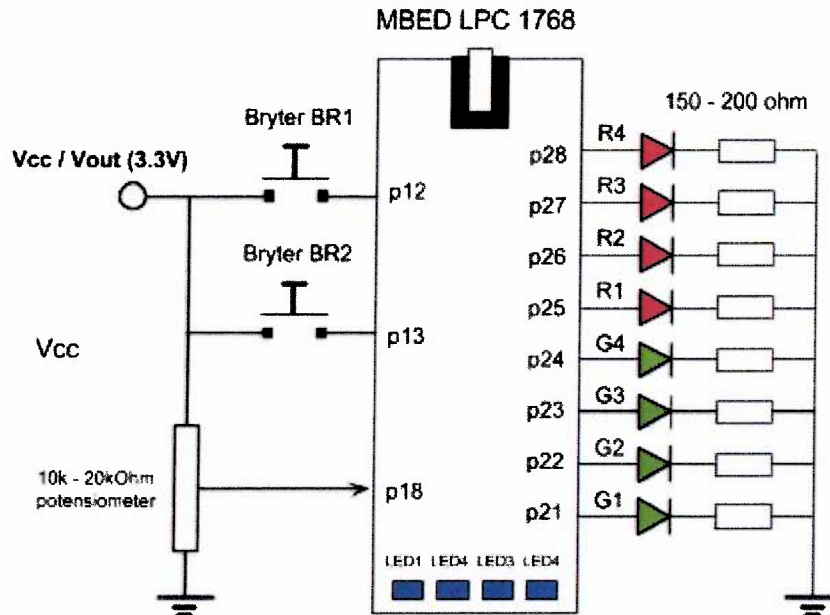 MBED LPC 1768
150 - 200 ohm
Bryter BR1
Vcc / Vout (3.3V)
p12
p28
R4
p27
R3
Bryter BR2
p26
R2
p25
R1
Vcc
p13
p24
G4
p23
G3
10k - 20kOhm
potensiometer
p18
p22
G2
p21
G1
LED1 LED4 LED3 LED4